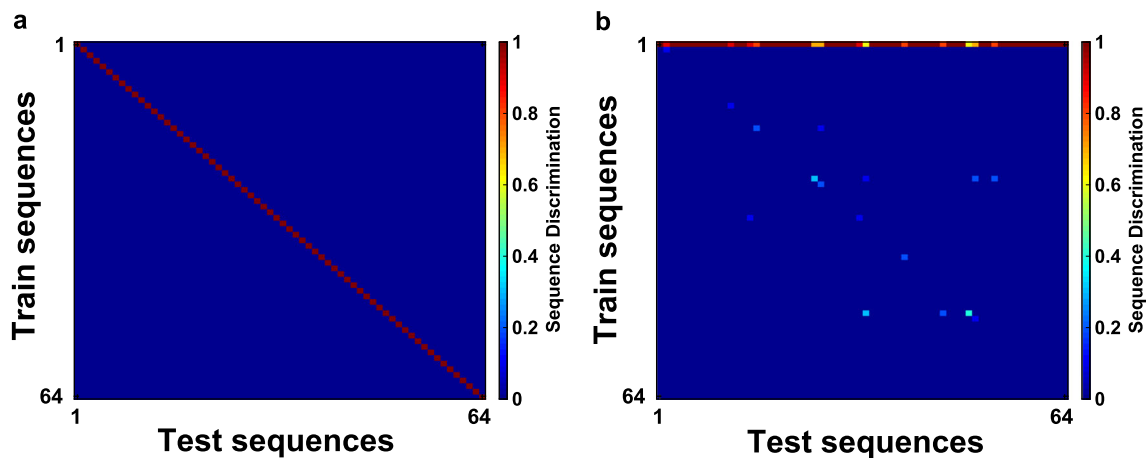 a
1
Train sequences
64
1
64
Test sequences
1
0.8
0.6
0.4
0.2
0
Sequence Discrimination
b
1
Train sequences
64
1
64
Test sequences
1
0.8
0.6
0.4
0.2
0
Sequence Discrimination